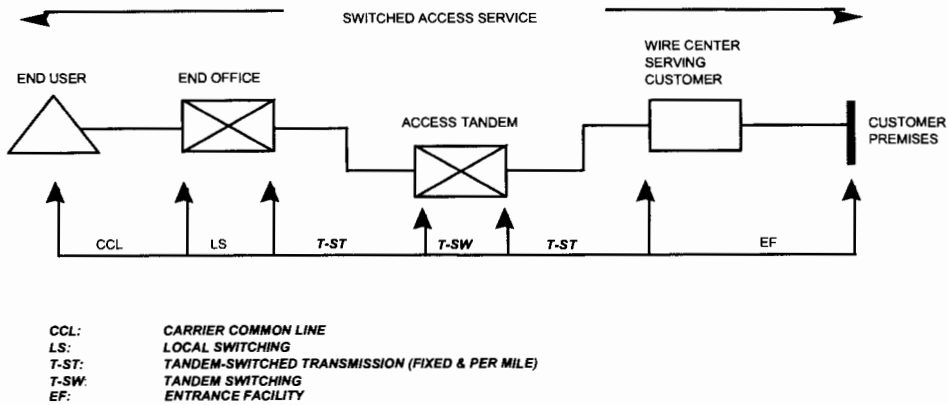 SWITCHED ACCESS SERVICE
END USER
END OFFICE
ACCESS TANDEM
WIRE CENTER
SERVING
CUSTOMER
CUSTOMER
PREMISES
CCL
LS
T-ST
T-SW
T-ST
EF
CCL: CARRIER COMMON LINE
LS: LOCAL SWITCHING
T-ST: TANDEM-SWITCHED TRANSMISSION (FIXED & PER MILE)
T-SW: TANDEM SWITCHING
EF: ENTRANCE FACILITY